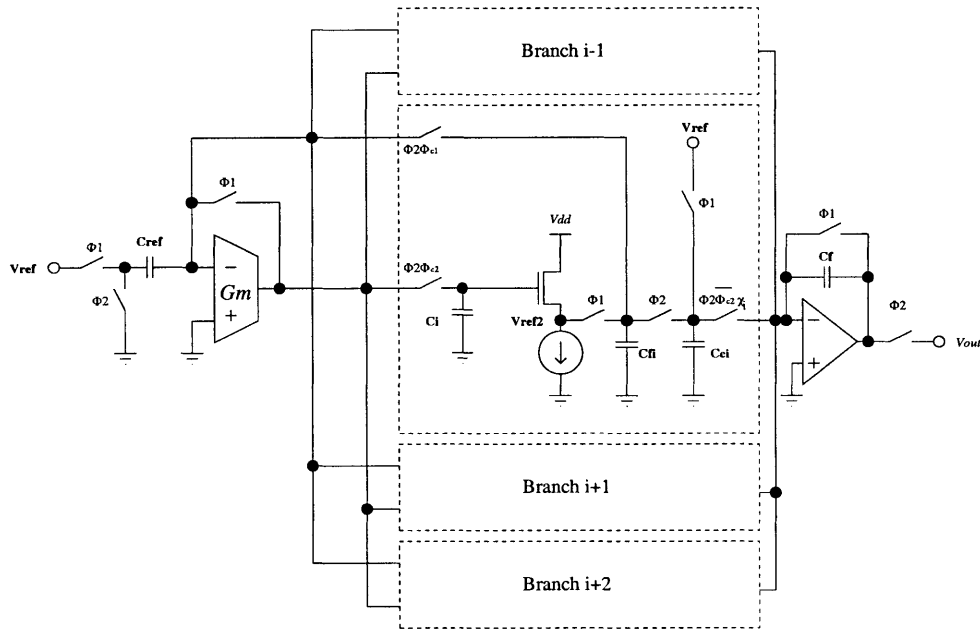 Branch i-1
Vref
Φ2Φc1
Φ1
Φ1
Vdd
Cref
Φ1
Φ1
Cf
Vref
Φ2
Gm
Φ2Φc2
Ci
Vref2
Φ1
Φ2
Φ2Φc2 χi
Φ2
Vout
Cfi
Cci
Branch i+1
Branch i+2